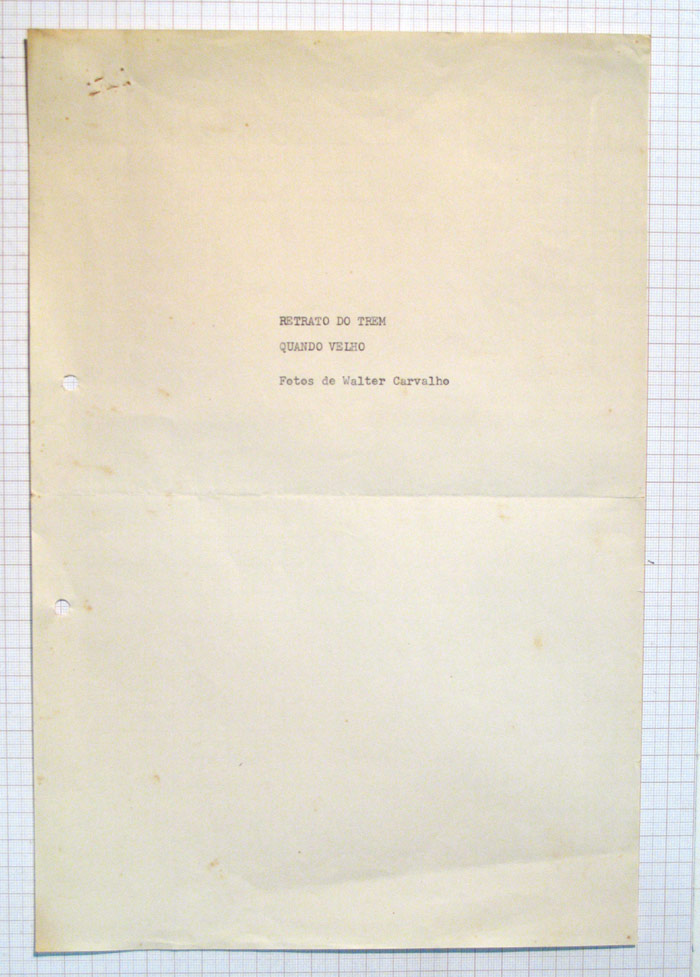 RETRATO DO TREM
QUANDO VELHO
Fotos de Walter Carvalho